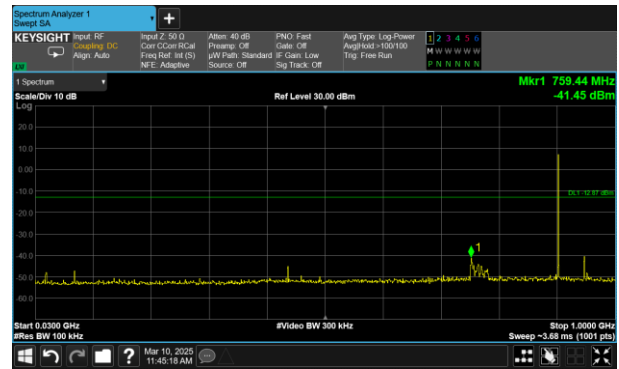 Spectrum Analyzer 1
Swept SA
+
KEYSIGHT
Input: RF
Coupling: DC
Align: Auto
Input Z: 50 Ω
Corr CCorr RCal
Freq Ref: Int (S)
NFE: Adaptive
Atten: 40 dB
Preamp: Off
µW Path: Standard
Source: Off
PNO: Fast
Gate: Off
IF Gain: Low
Sig Track: Off
Avg Type: Log-Power
Avg|Hold:>100/100
Trig: Free Run
1 2 3 4 5 6
M W W W W W
P N N N N N
LV
1 Spectrum
Scale/Div 10 dB
Log
Ref Level 30.00 dBm
Mkr1 759.44 MHz
-41.45 dBm
20.0
10.0
0.00
-10.0
DL1 -12.97 dBm
-20.0
-30.0
-40.0
1
-50.0
-60.0
Start 0.0300 GHz
#Res BW 100 kHz
#Video BW 300 kHz
Stop 1.0000 GHz
Sweep ~3.68 ms (1001 pts)
?
Mar 10, 2025
11:45:18 AM